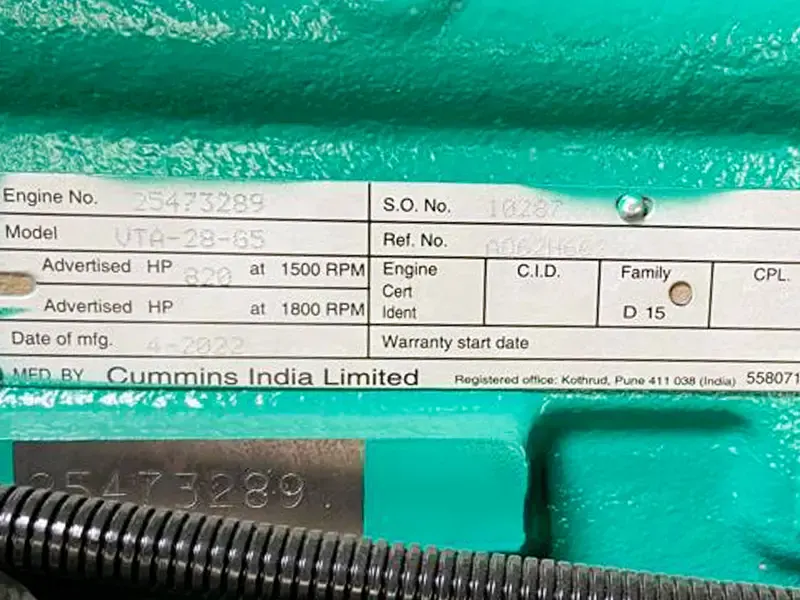 Engine No. 25473289
S.O. No. 10287
Model VTA-28-G5
Ref. No.
Advertised HP 820 at 1500 RPM
Engine Cert Ident
C.I.D.
Family
D 15
CPL.
Advertised HP at 1800 RPM
Date of mfg. 4-2022
Warranty start date
MFD. BY Cummins India Limited Registered office: Kothrud, Pune 411 038 (India) 558071
25473289